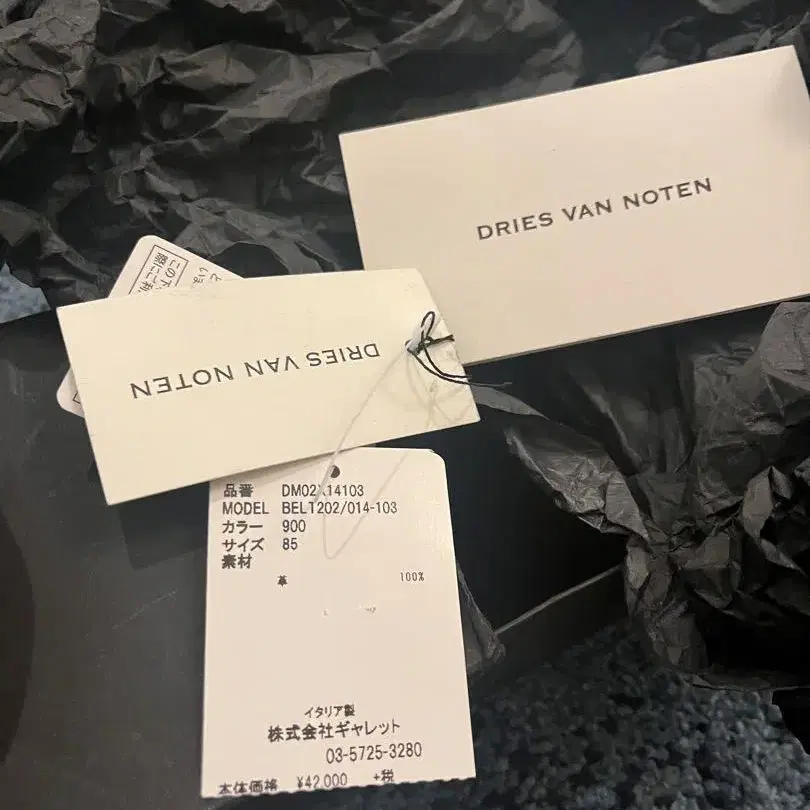 DRIES VAN NOTEN
DRIES VAN NOTEN
品番 DM02X14103
MODEL BELT202/014-103
カラー 900
サイズ 85
素材
革 100%
イタリア製
株式会社ギャレット
03-5725-3280
本体価格 ¥42,000 +税